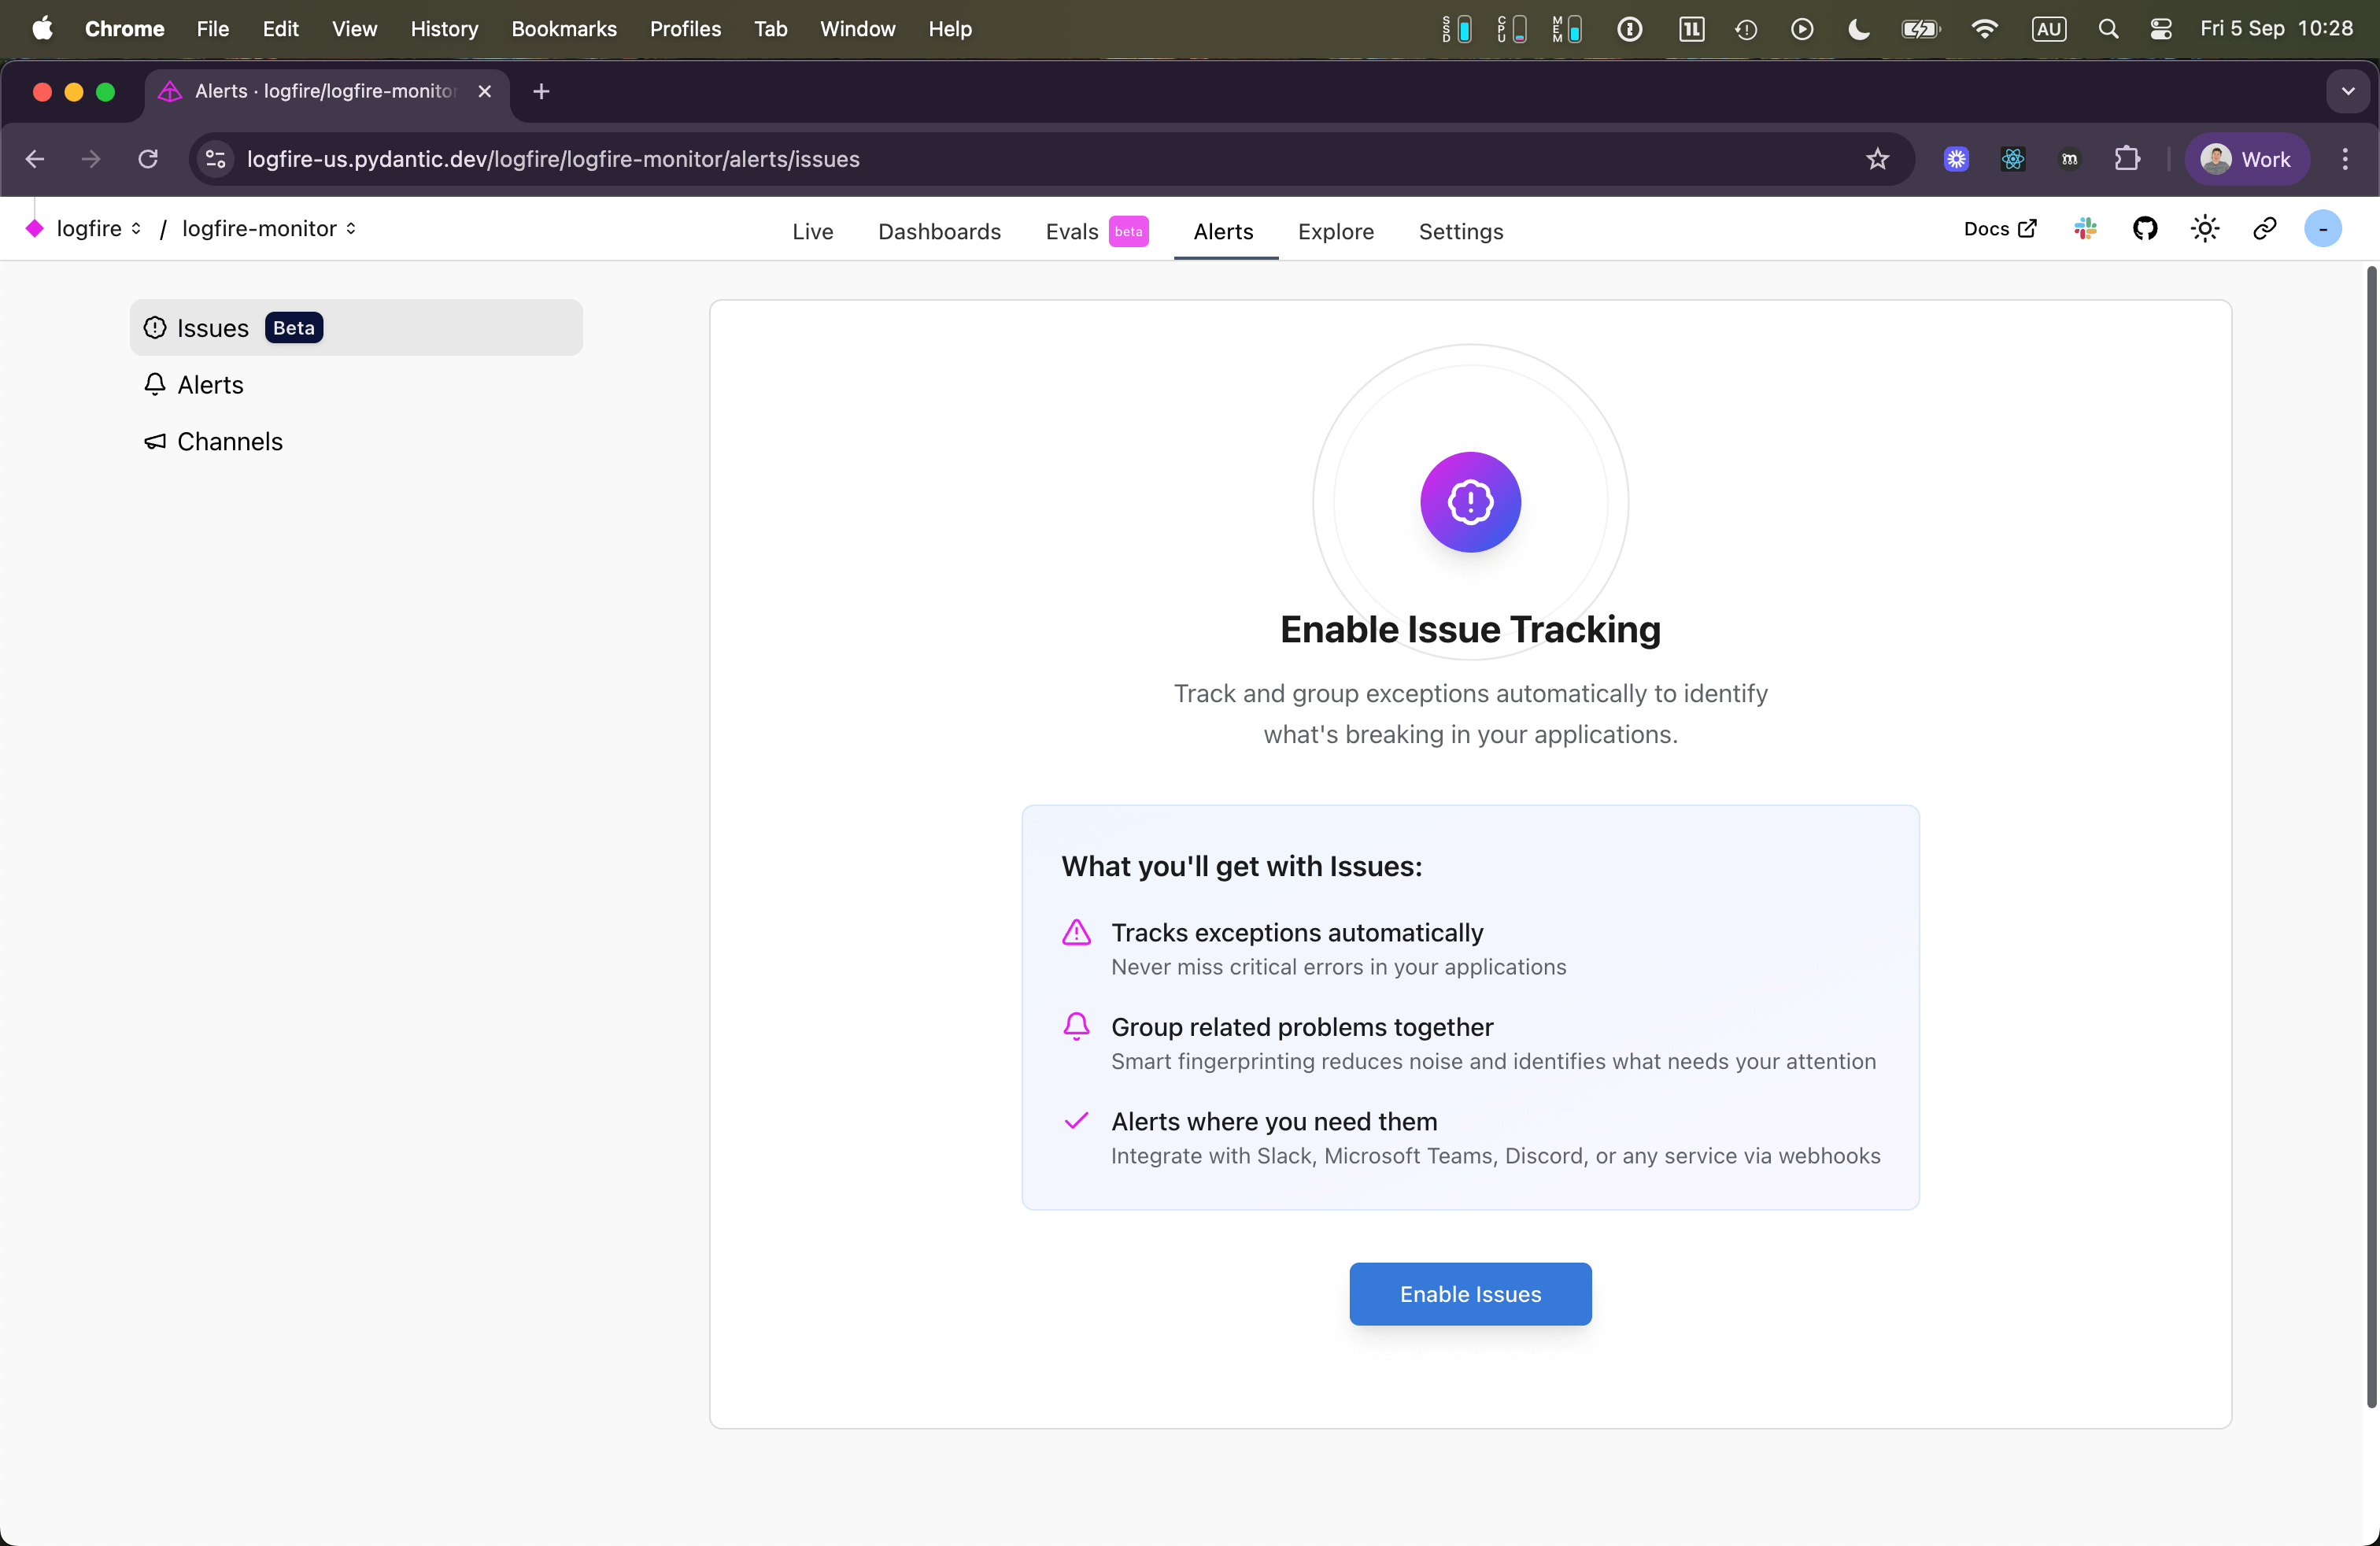 Chrome File Edit View History Bookmarks Profiles Tab Window Help SSD CPU MEM AU Fri 5 Sep 10:28
Alerts · logfire/logfire-monitor
logfire-us.pydantic.dev/logfire/logfire-monitor/alerts/issues Work
logfire / logfire-monitor Live Dashboards Evals beta Alerts Explore Settings Docs -
Issues Beta
Alerts
Channels
Enable Issue Tracking
Track and group exceptions automatically to identify
what's breaking in your applications.
What you'll get with Issues:
Tracks exceptions automatically
Never miss critical errors in your applications
Group related problems together
Smart fingerprinting reduces noise and identifies what needs your attention
Alerts where you need them
Integrate with Slack, Microsoft Teams, Discord, or any service via webhooks
Enable Issues